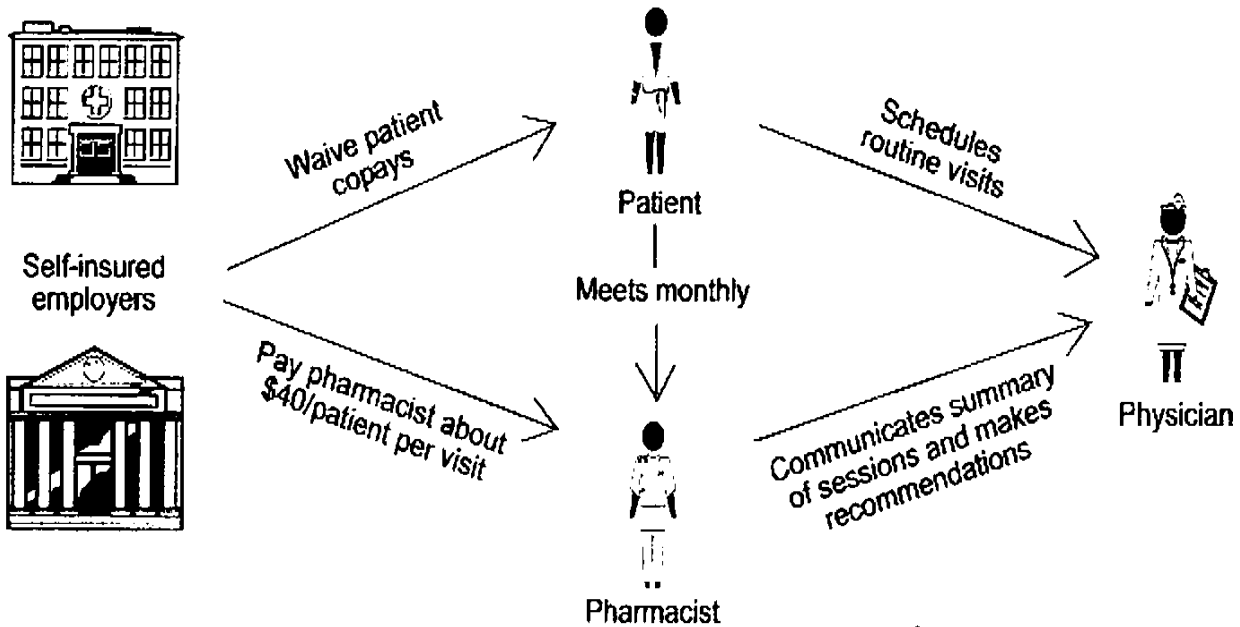 Waive patient
copays
Schedules
routine visits
Patient
Self-insured
employers
Meets monthly
Pay pharmacist about
$40/patient per visit
Communicates summary
of sessions and makes
recommendations
Physician
Pharmacist